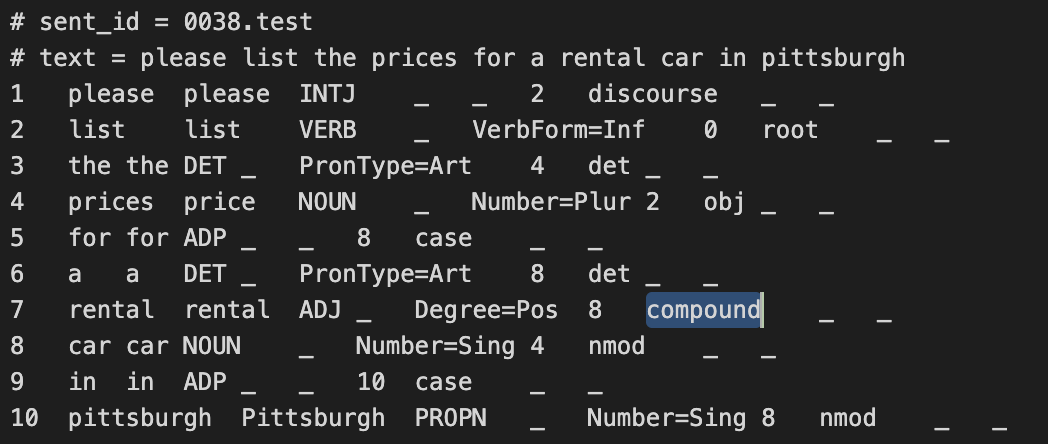 # sent_id = 0038.test
# text = please list the prices for a rental car in pittsburgh
1 please please INTJ _ _ 2 discourse _ _
2 list list VERB _ VerbForm=Inf 0 root _ _
3 the the DET _ PronType=Art 4 det _ _
4 prices price NOUN _ Number=Plur 2 obj _ _
5 for for ADP _ _ 8 case _ _
6 a a DET _ PronType=Art 8 det _ _
7 rental rental ADJ _ Degree=Pos 8 compound _ _
8 car car NOUN _ Number=Sing 4 nmod _ _
9 in in ADP _ _ 10 case _ _
10 pittsburgh Pittsburgh PROPN _ Number=Sing 8 nmod _ _